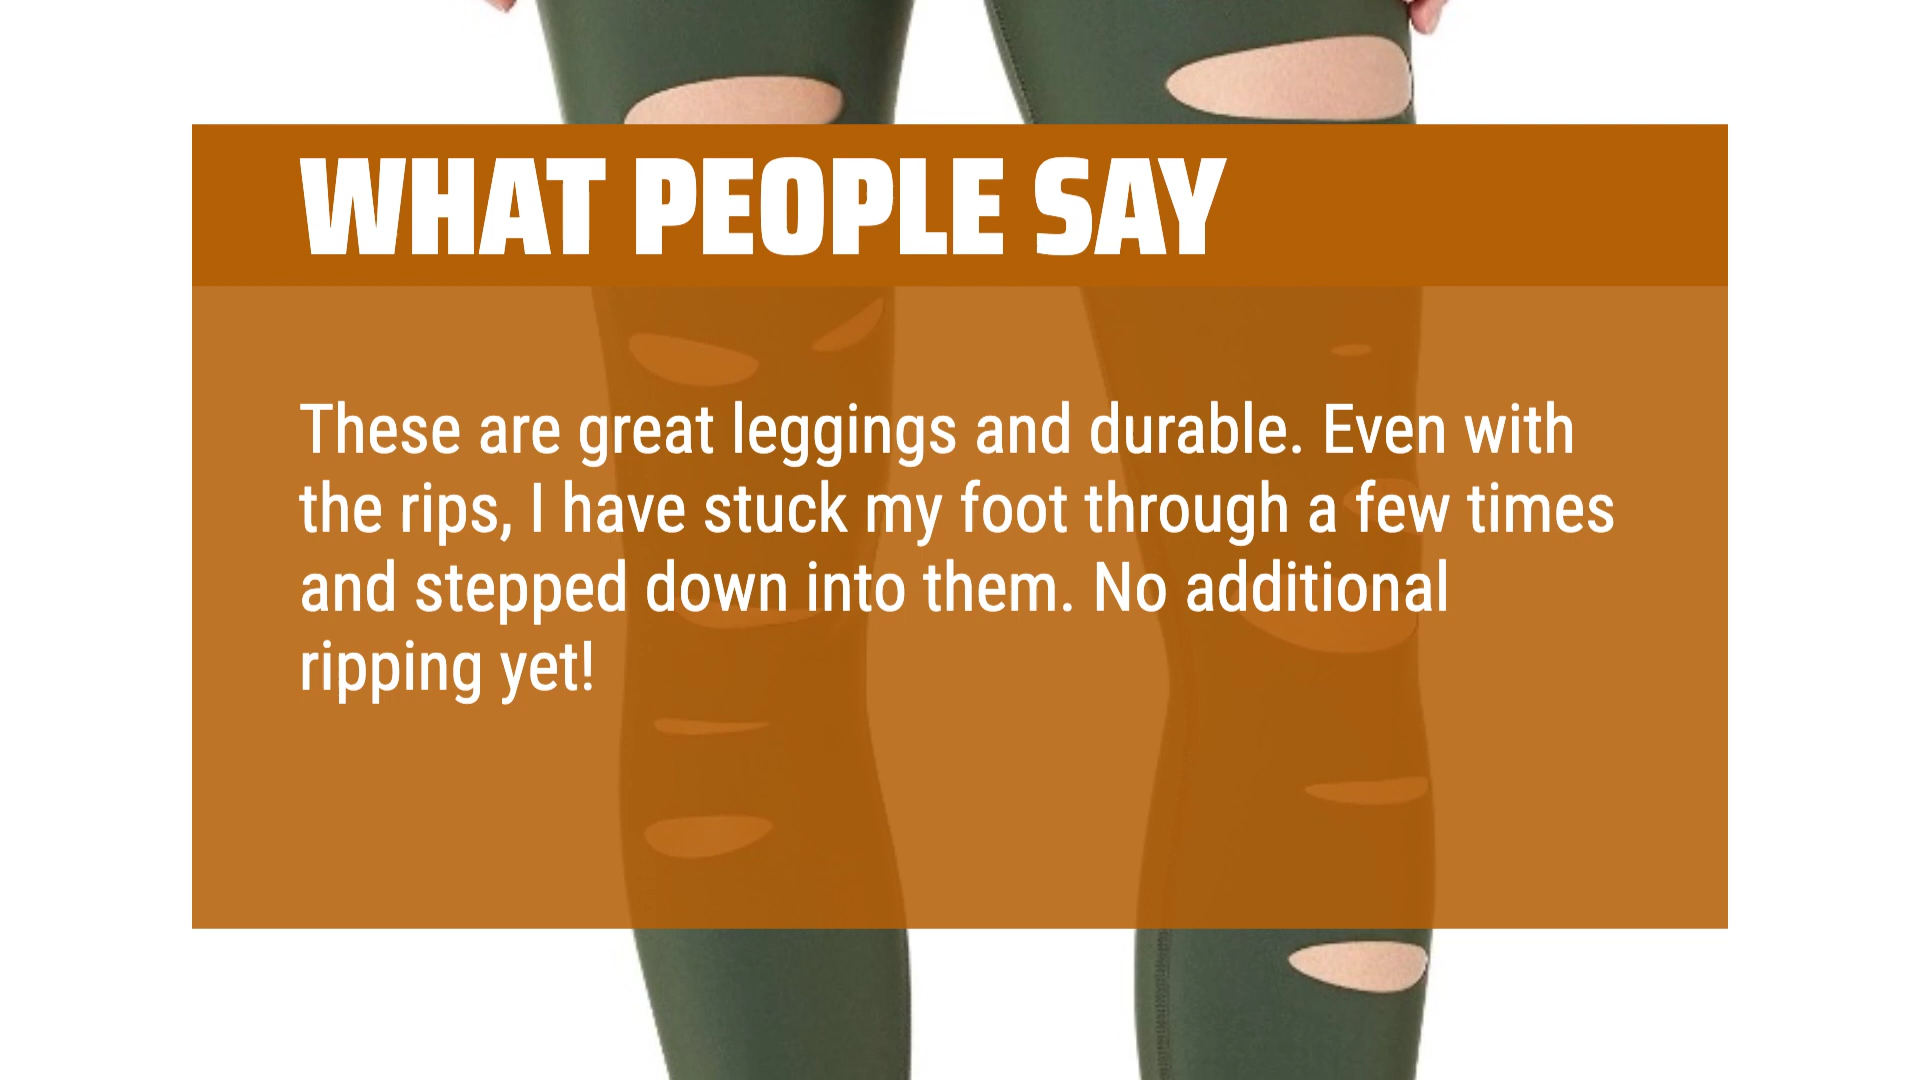 WHAT PEOPLE SAY
These are great leggings and durable. Even with
the rips, I have stuck my foot through a few times
and stepped down into them. No additional
ripping yet!